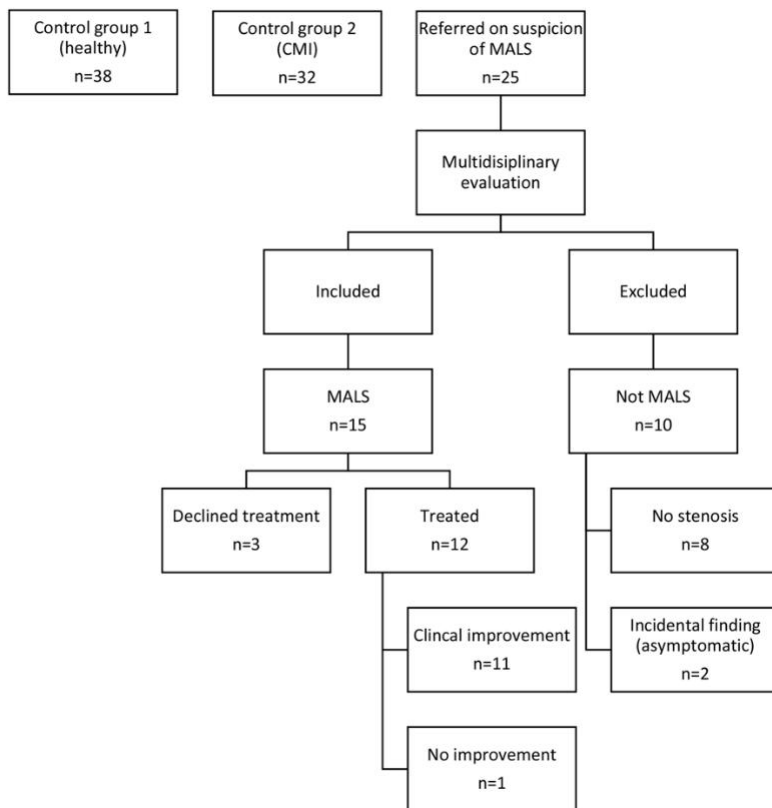 Control group 1
(healthy)
n=38
Control group 2
(CMI)
n=32
Referred on suspicion
of MALS
n=25
Multidisiplinary
evaluation
Included
Excluded
MALS
n=15
Not MALS
n=10
Declined treatment
n=3
Treated
n=12
No stenosis
n=8
Clincal improvement
n=11
Incidental finding
(asymptomatic)
n=2
No improvement
n=1